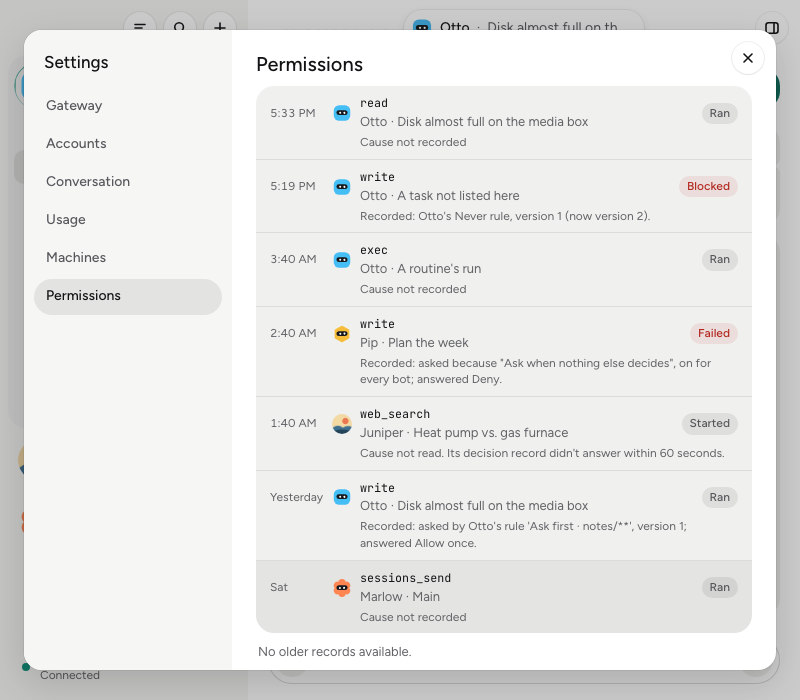 Otto · Disk almost full on th
Settings
Gateway
Accounts
Conversation
Usage
Machines
Permissions
Permissions
5:33 PM
read
Otto · Disk almost full on the media box
Cause not recorded
Ran
5:19 PM
write
Otto · A task not listed here
Recorded: Otto's Never rule, version 1 (now version 2).
Blocked
3:40 AM
exec
Otto · A routine's run
Cause not recorded
Ran
2:40 AM
write
Pip · Plan the week
Recorded: asked because "Ask when nothing else decides", on for
every bot; answered Deny.
Failed
1:40 AM
web_search
Juniper · Heat pump vs. gas furnace
Cause not read. Its decision record didn't answer within 60 seconds.
Started
Yesterday
write
Otto · Disk almost full on the media box
Recorded: asked by Otto's rule 'Ask first · notes/**', version 1;
answered Allow once.
Ran
Sat
sessions_send
Marlow · Main
Cause not recorded
Ran
No older records available.
Connected